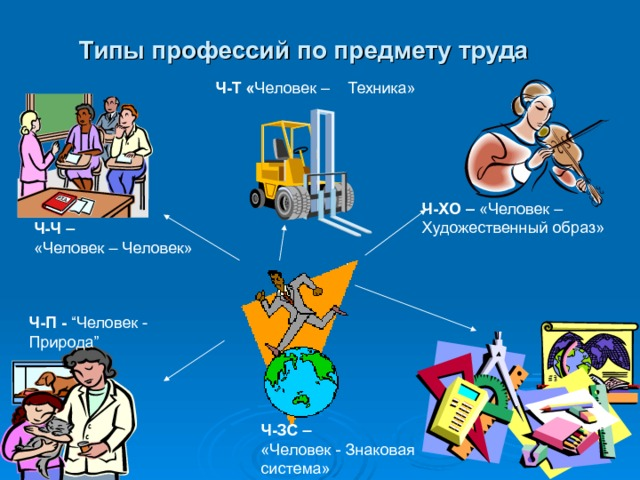 Типы профессий по предмету труда
Ч-Т «Человек – Техника»
Ч-ХО – «Человек –
Художественный образ»
Ч-Ч –
«Человек – Человек»
Ч-П - “Человек -
Природа”
Ч-ЗС –
«Человек - Знаковая
система»